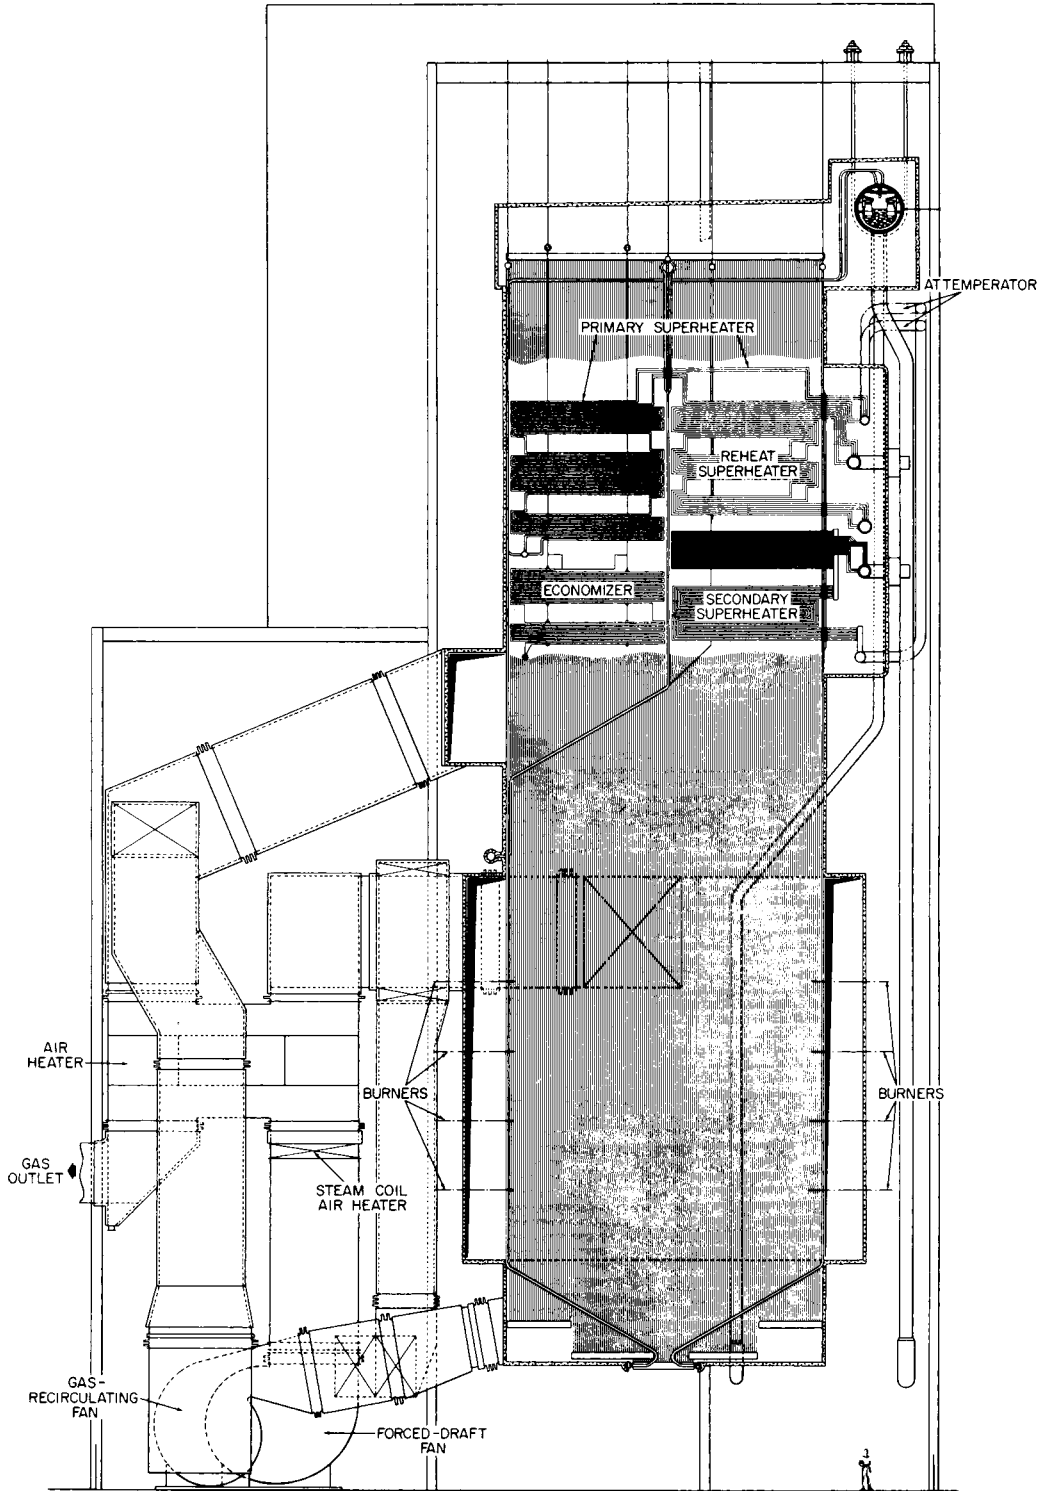 ATTEMPERATOR
PRIMARY SUPERHEATER
REHEAT
SUPERHEATER
ECONOMIZER
SECONDARY
SUPERHEATER
AIR
HEATER
BURNERS
BURNERS
GAS
OUTLET
STEAM COIL
AIR HEATER
GAS-
RECIRCULATING
FAN
FORCED-DRAFT
FAN